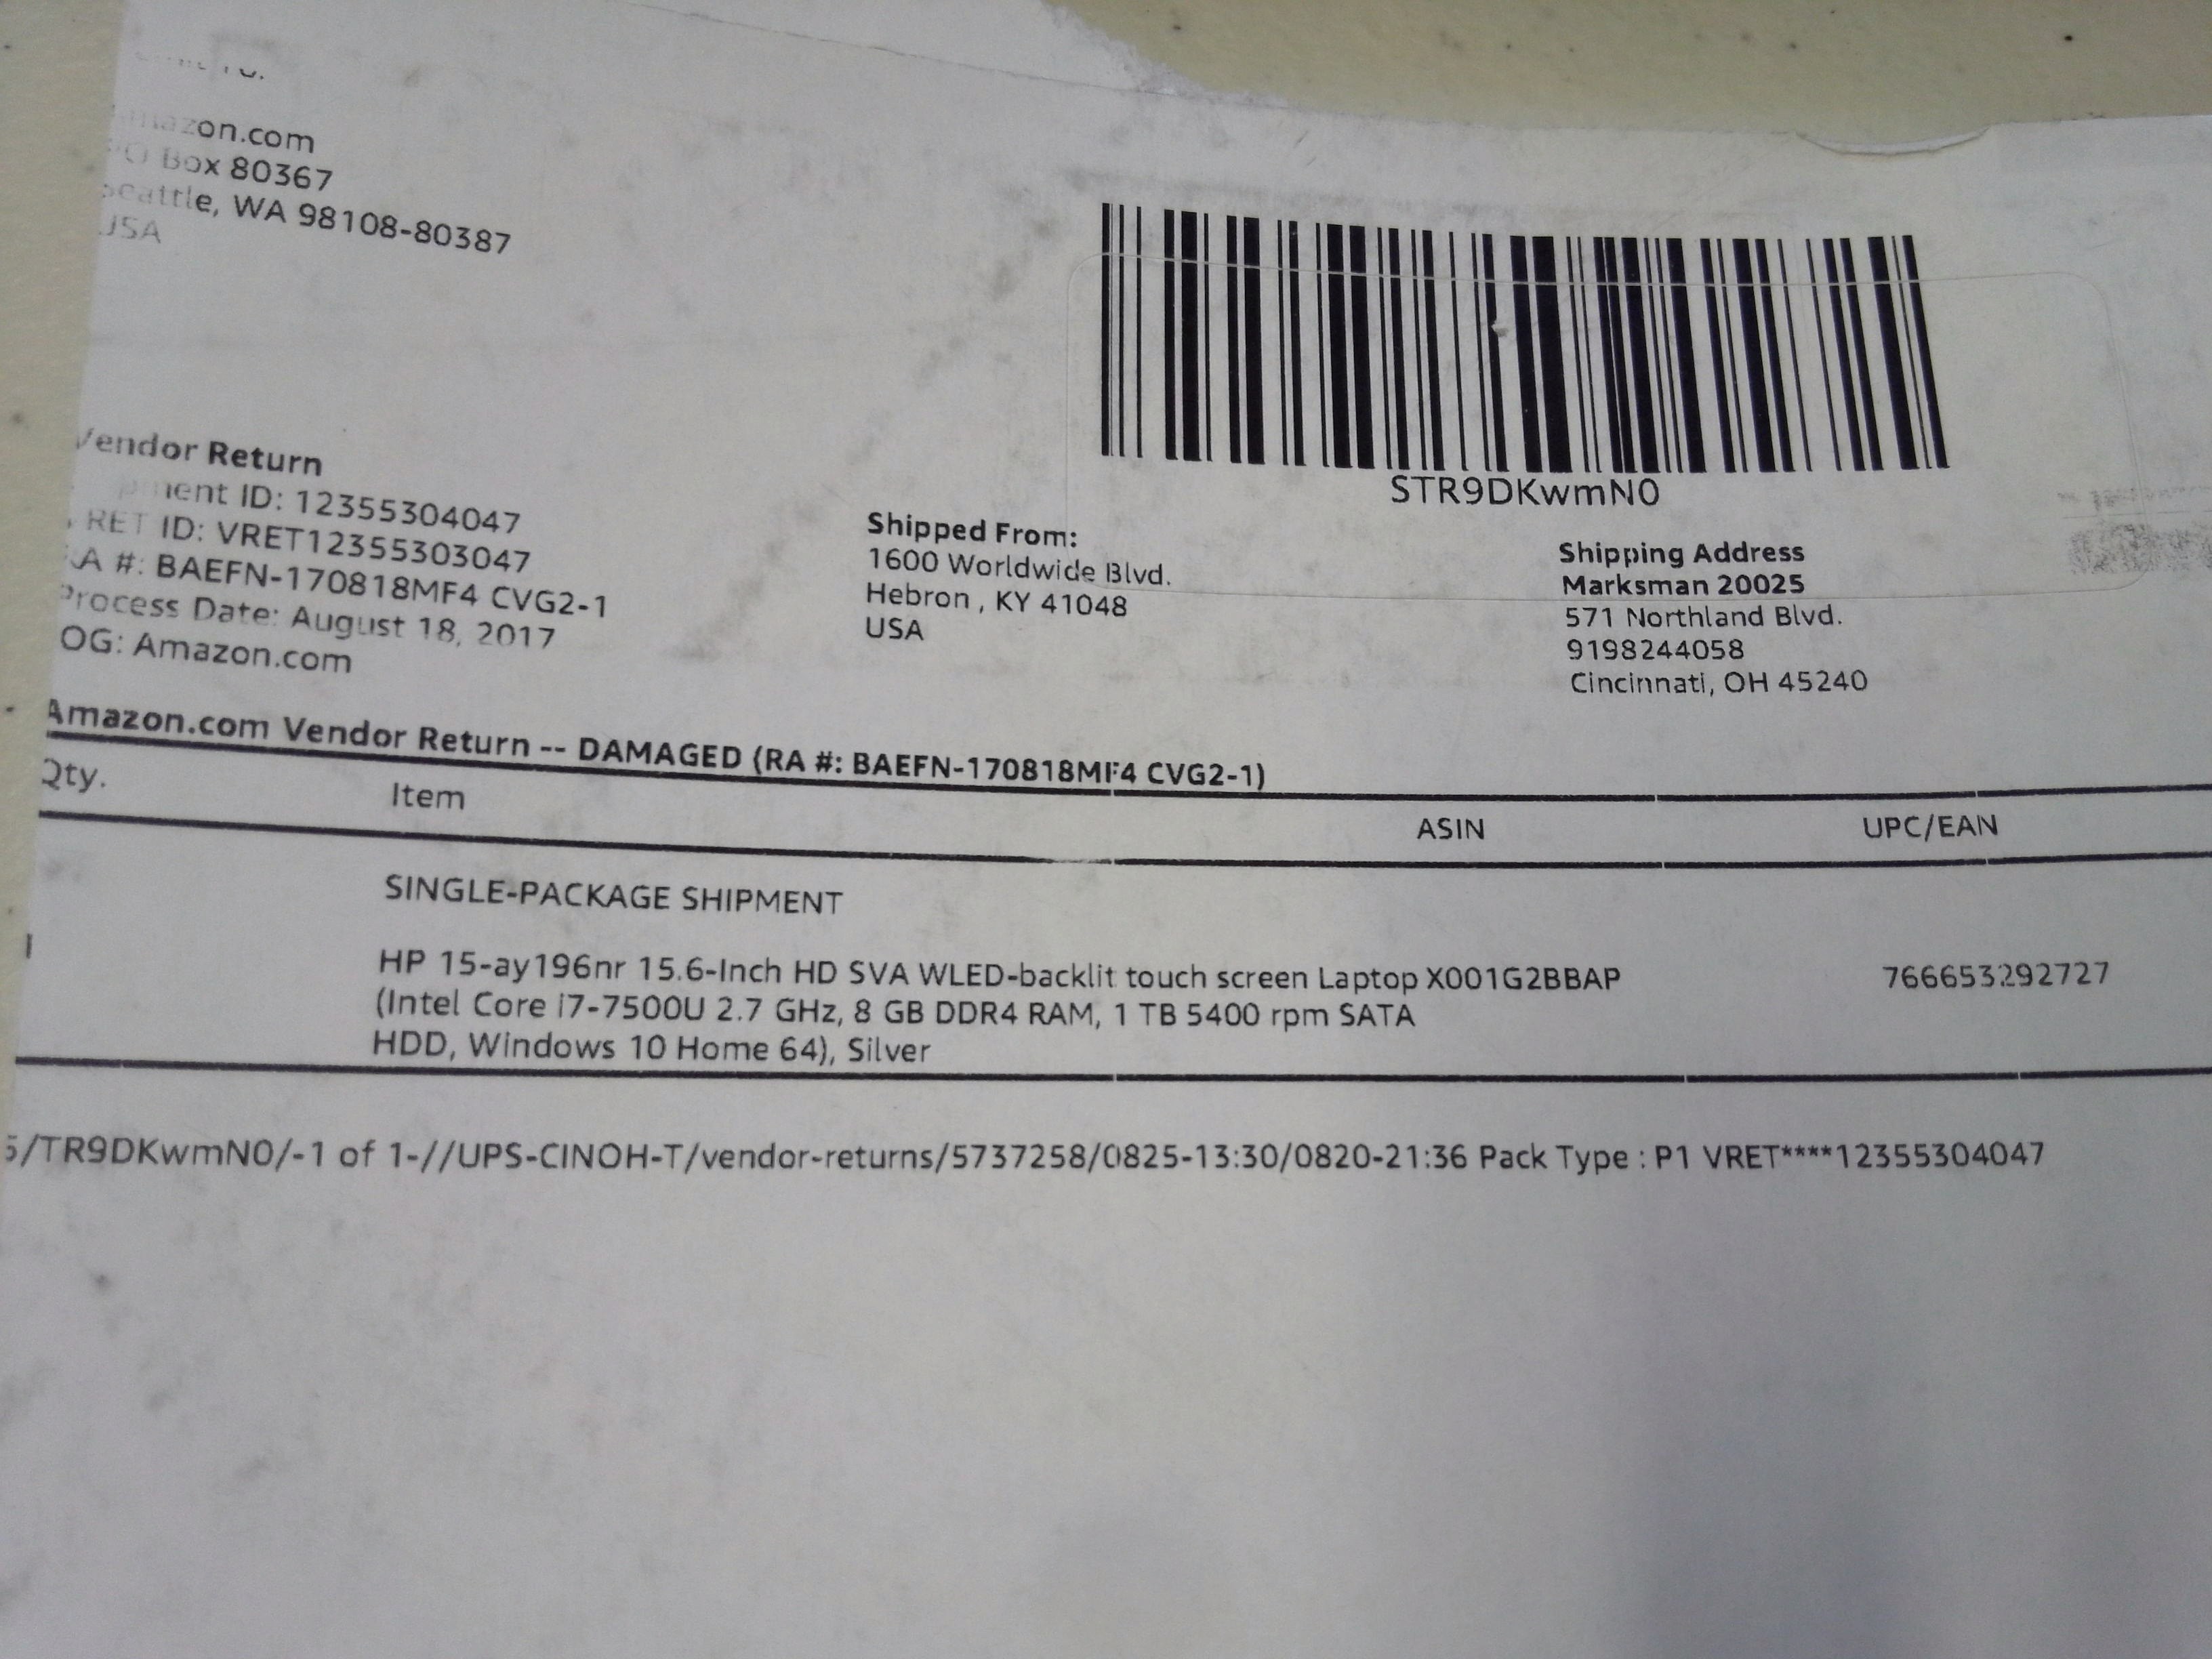 Amazon.com
PO Box 80367
Seattle, WA 98108-80387
USA
STR9DKwmN0
Vendor Return
ID: 12355304047
VRET ID: VRET12355303047
RA #: BAEFN-170818MF4 CVG2-1
Process Date: August 18, 2017
OG: Amazon.com
Shipped From:
1600 Worldwide Blvd.
Hebron , KY 41048
USA
Shipping Address
Marksman 20025
571 Northland Blvd.
9198244058
Cincinnati, OH 45240
Amazon.com Vendor Return -- DAMAGED (RA #: BAEFN-170818MF4 CVG2-1)
Qty. Item ASIN UPC/EAN
SINGLE-PACKAGE SHIPMENT
1 HP 15-ay196nr 15.6-Inch HD SVA WLED-backlit touch screen Laptop X001G2BBAP 766653292727
(Intel Core i7-7500U 2.7 GHz, 8 GB DDR4 RAM, 1 TB 5400 rpm SATA
HDD, Windows 10 Home 64), Silver
/TR9DKwmN0/-1 of 1-//UPS-CINOH-T/vendor-returns/5737258/0825-13:30/0820-21:36 Pack Type : P1 VRET****12355304047